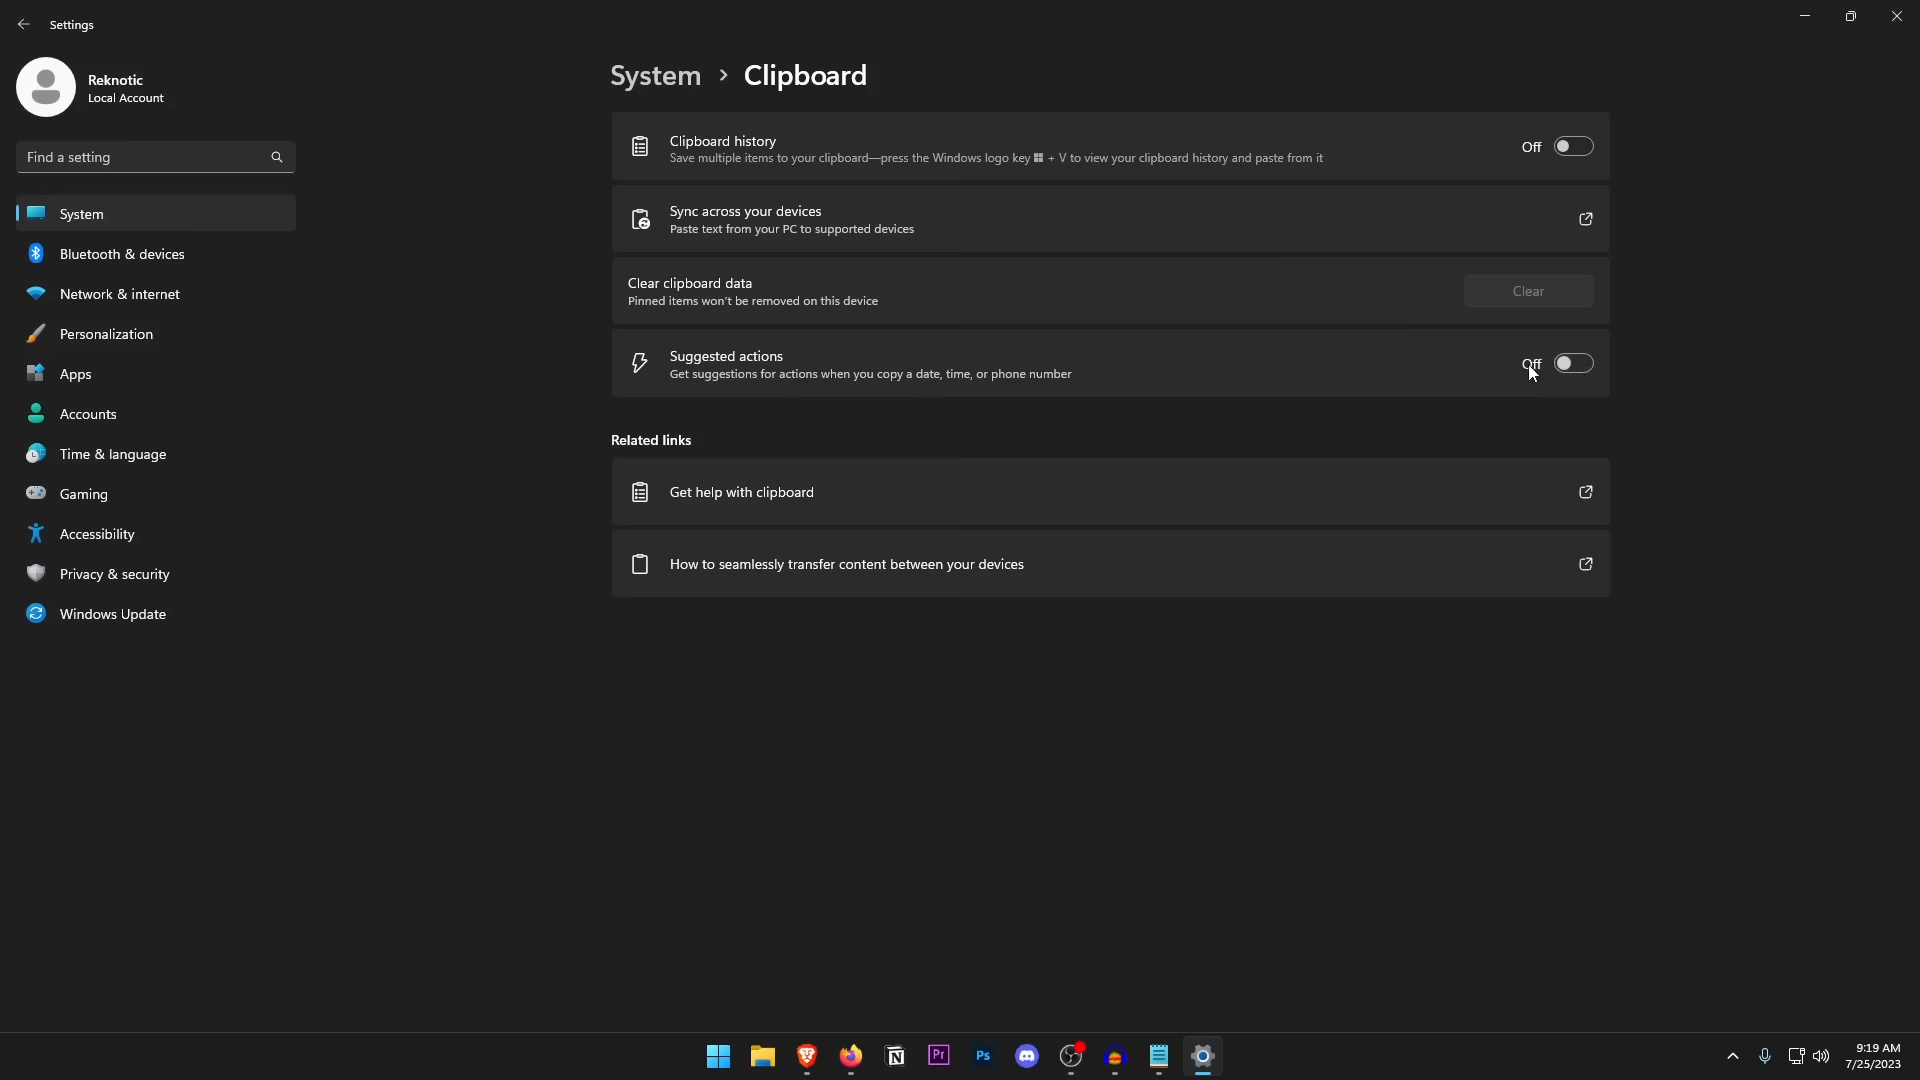 Settings
Reknotic
Local Account
Find a setting
System
Bluetooth & devices
Network & internet
Personalization
Apps
Accounts
Time & language
Gaming
Accessibility
Privacy & security
Windows Update
System > Clipboard
Clipboard history
Save multiple items to your clipboard—press the Windows logo key + V to view your clipboard history and paste from it
Off
Sync across your devices
Paste text from your PC to supported devices
Clear clipboard data
Pinned items won't be removed on this device
Clear
Suggested actions
Get suggestions for actions when you copy a date, time, or phone number
Off
Related links
Get help with clipboard
How to seamlessly transfer content between your devices
N
Pr
Ps
9:19 AM
7/25/2023